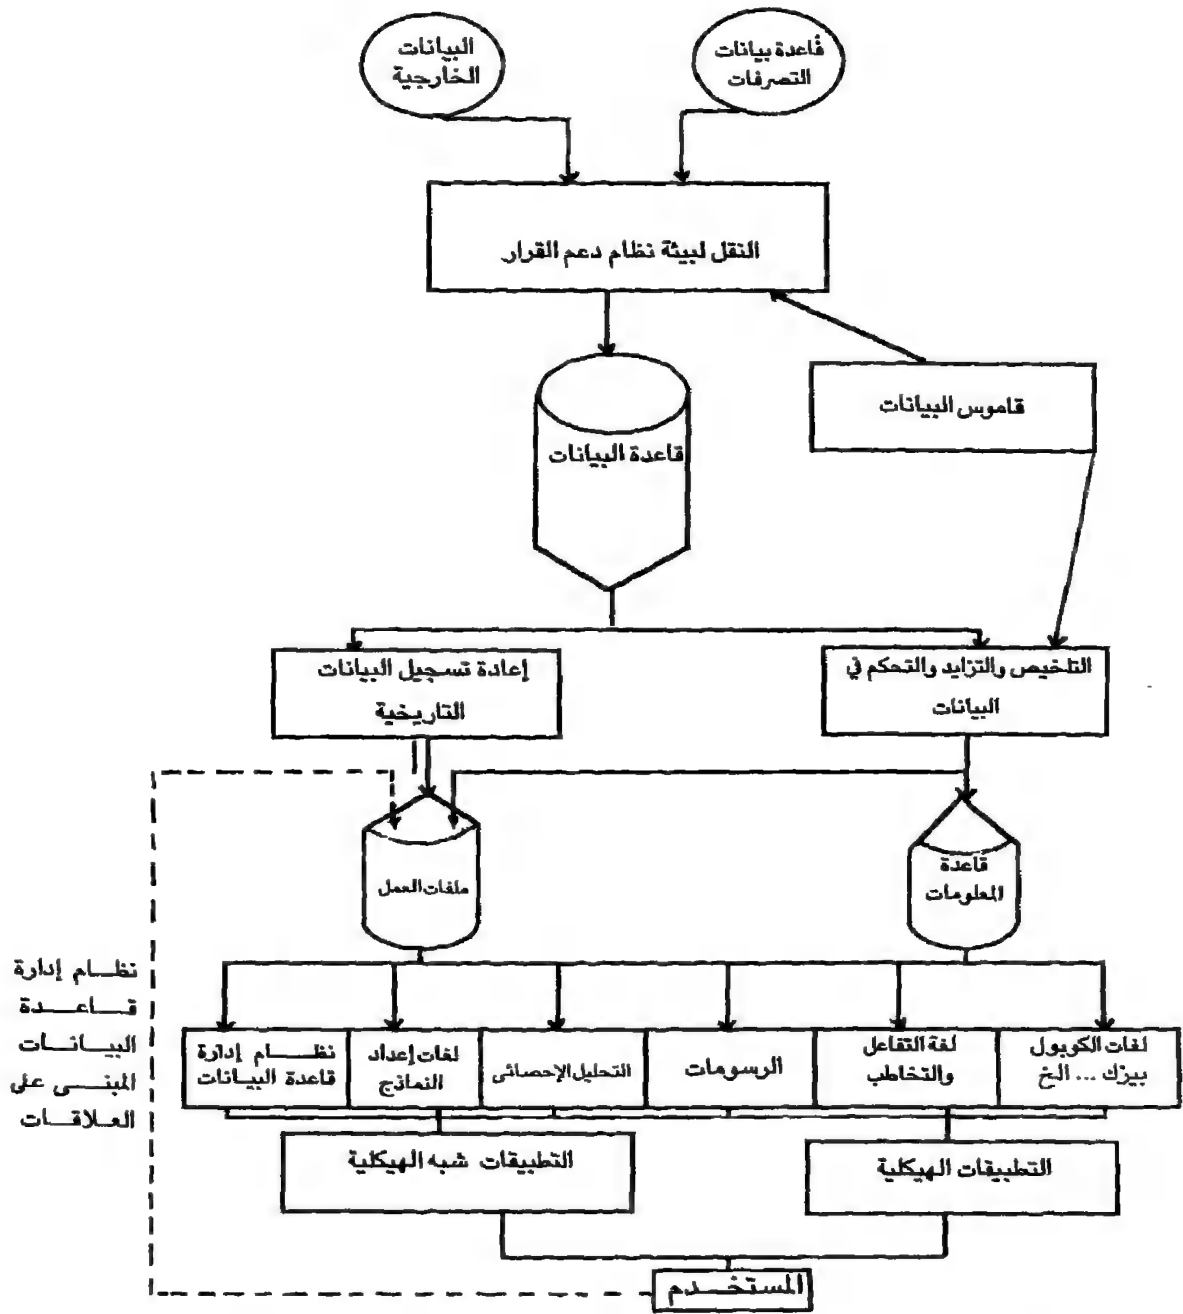 قاعدة بيانات
التصرفات
البيانات
الخارجية
النقل لبيئة نظام دعم القرار
قاموس البيانات
قاعدة البيانات
التلخيص والتزايد والتحكم في
البيانات
إعادة تسجيل البيانات
التاريخية
قاعدة
المعلومات
ملفات العمل
نظام إدارة
قاعدة
البيانات
المبنى على
العلاقات
لغات الكوبول
بيزك ... الخ
لغة التفاعل
والتخاطب
الرسومات
التحليل الإحصائى
لغات إعداد
النماذج
نظام إدارة
قاعدة البيانات
التطبيقات الهيكلية
التطبيقات شبه الهيكلية
المستخدم